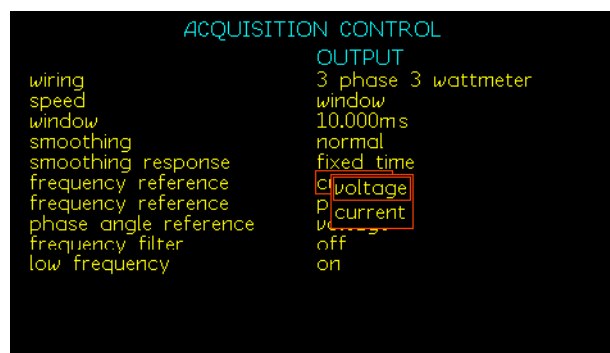 ACQUISITION CONTROL
OUTPUT
wiring 3 phase 3 wattmeter
speed window
window 10.000ms
smoothing normal
smoothing response fixed time
frequency reference
voltage
frequency reference
current
phase angle reference
frequency filter off
low frequency on